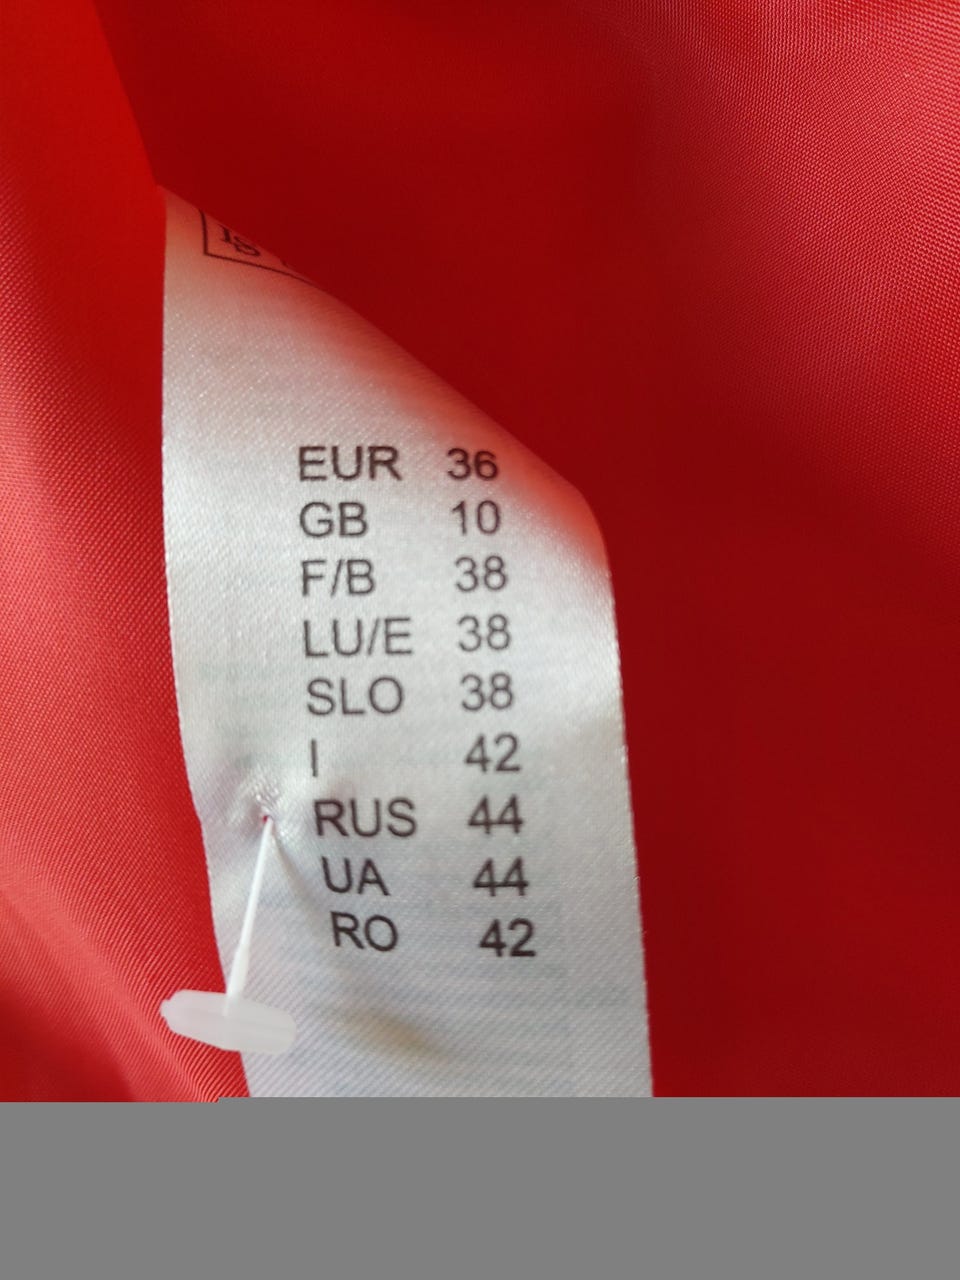 EUR 36
GB 10
F/B 38
LU/E 38
SLO 38
I 42
RUS 44
UA 44
RO 42